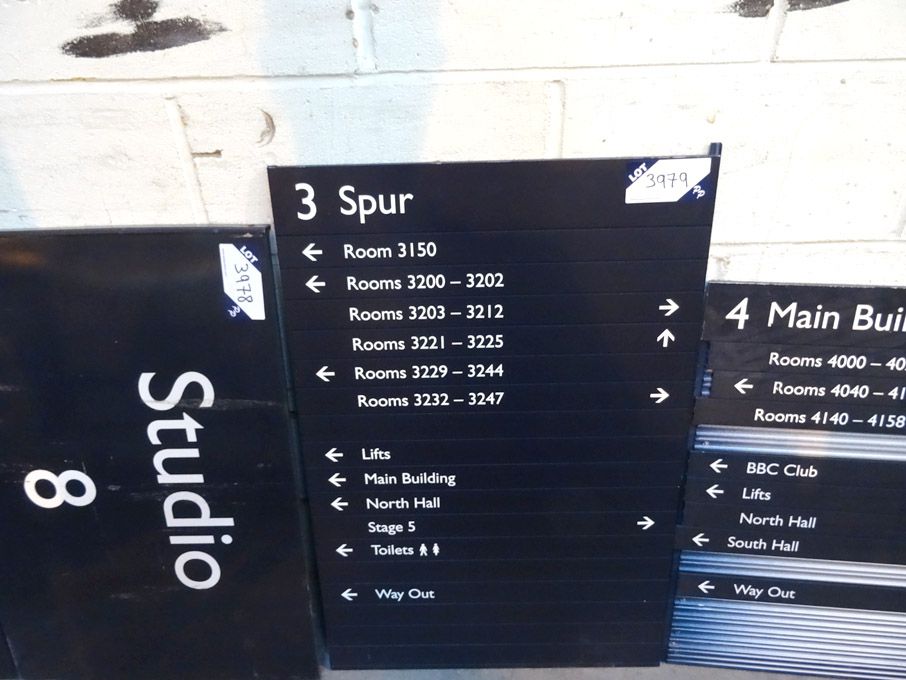 3 Spur
LOT 3979 PP
← Room 3150
← Rooms 3200 – 3202
Rooms 3203 – 3212 →
Rooms 3221 – 3225 ↑
← Rooms 3229 – 3244
Rooms 3232 – 3247 →
← Lifts
← Main Building
← North Hall
Stage 5 →
← Toilets
← Way Out
LOT 3978 PP
Studio
8
4 Main Buil
Rooms 4000 – 40
← Rooms 4040 – 41
Rooms 4140 – 4158
← BBC Club
← Lifts
North Hall
← South Hall
← Way Out